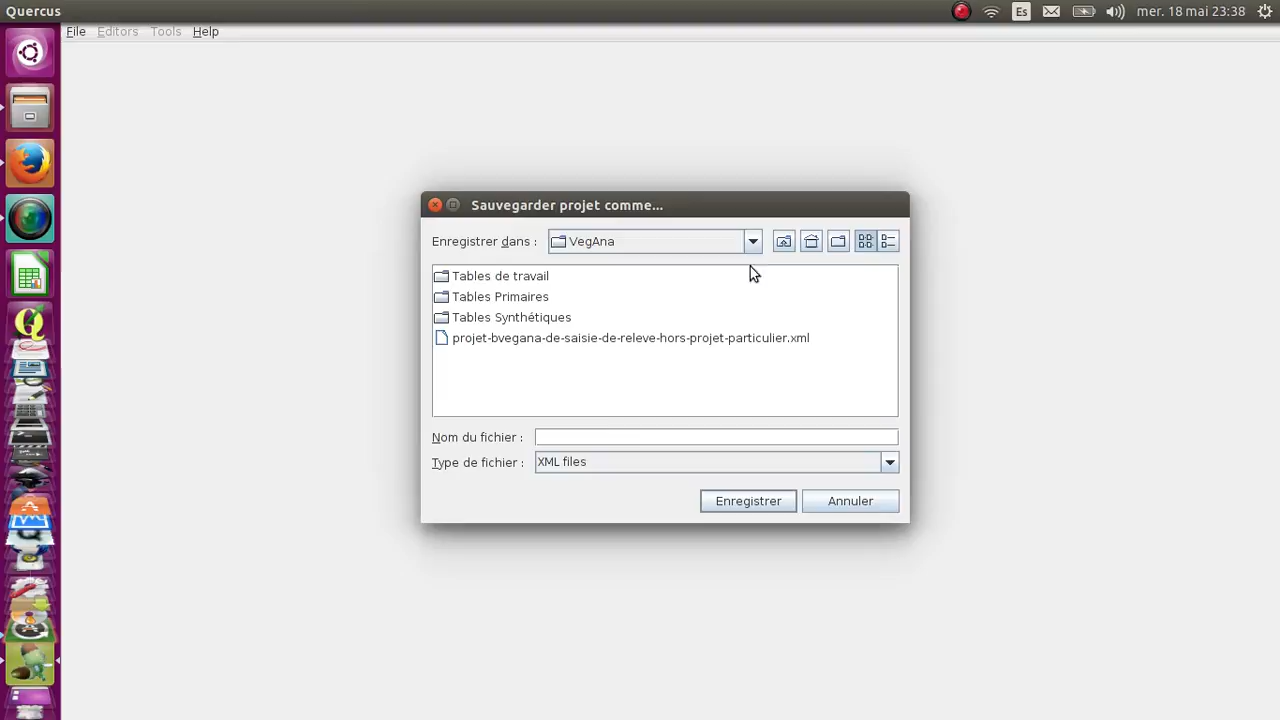 Quercus
Es
mer. 18 mai 23:38
File Editors Tools Help
Sauvegarder projet comme...
Enregistrer dans : VegAna
Tables de travail
Tables Primaires
Tables Synthétiques
projet-bvegana-de-saisie-de-releve-hors-projet-particulier.xml
Nom du fichier :
Type de fichier : XML files
Enregistrer Annuler